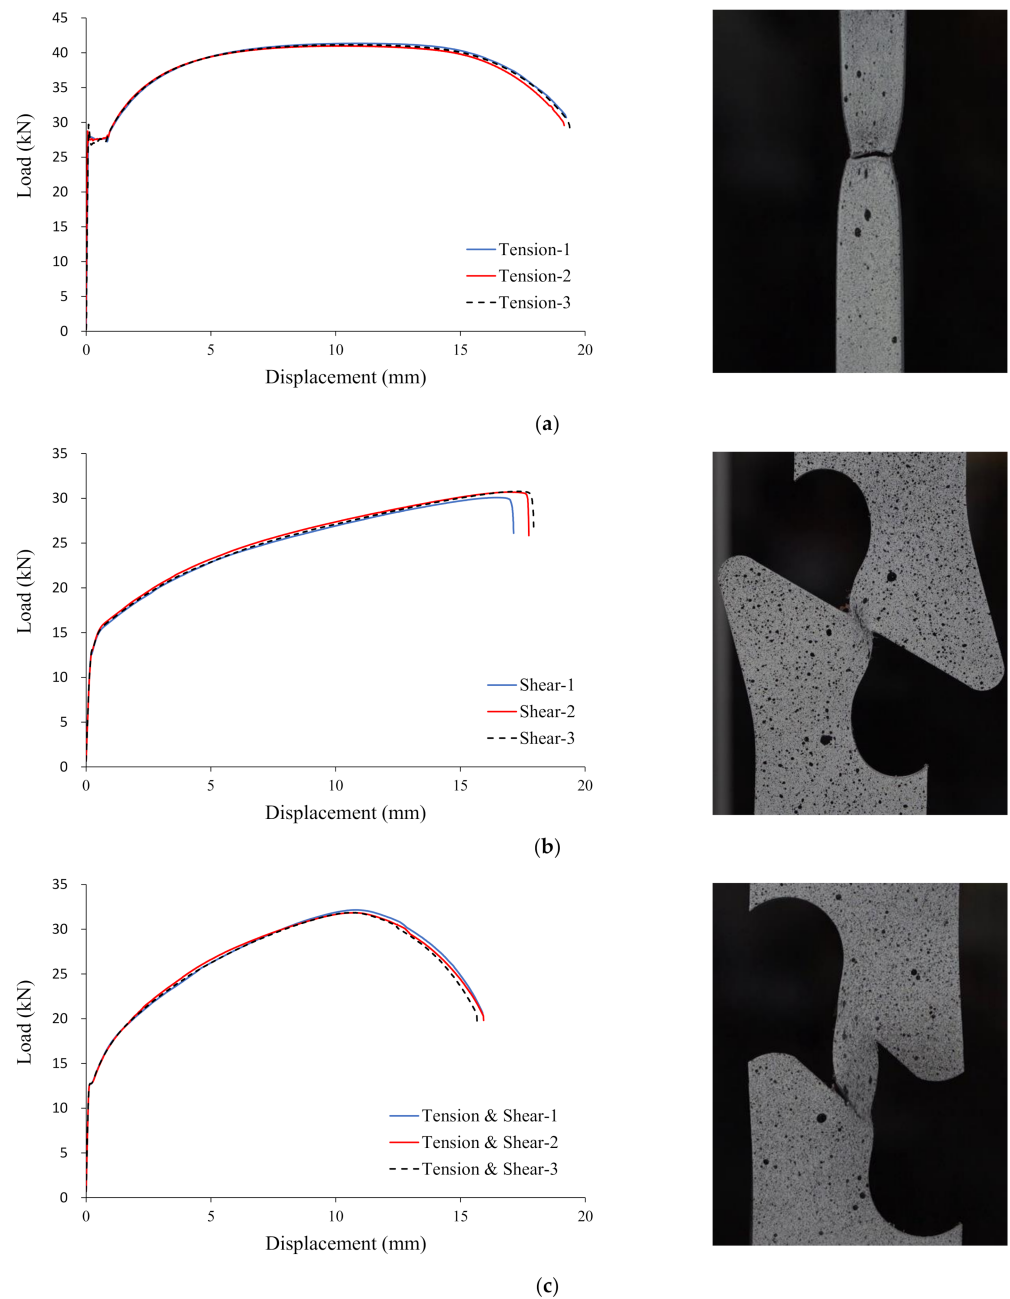 45
40
35
30
25
20
15
10
5
0
Load (kN)
Tension-1
Tension-2
Tension-3
0 5 10 15 20
Displacement (mm)
(a)
35
30
25
20
15
10
5
0
Load (kN)
Shear-1
Shear-2
Shear-3
0 5 10 15 20
Displacement (mm)
(b)
35
30
25
20
15
10
5
0
Load (kN)
Tension & Shear-1
Tension & Shear-2
Tension & Shear-3
0 5 10 15 20
Displacement (mm)
(c)